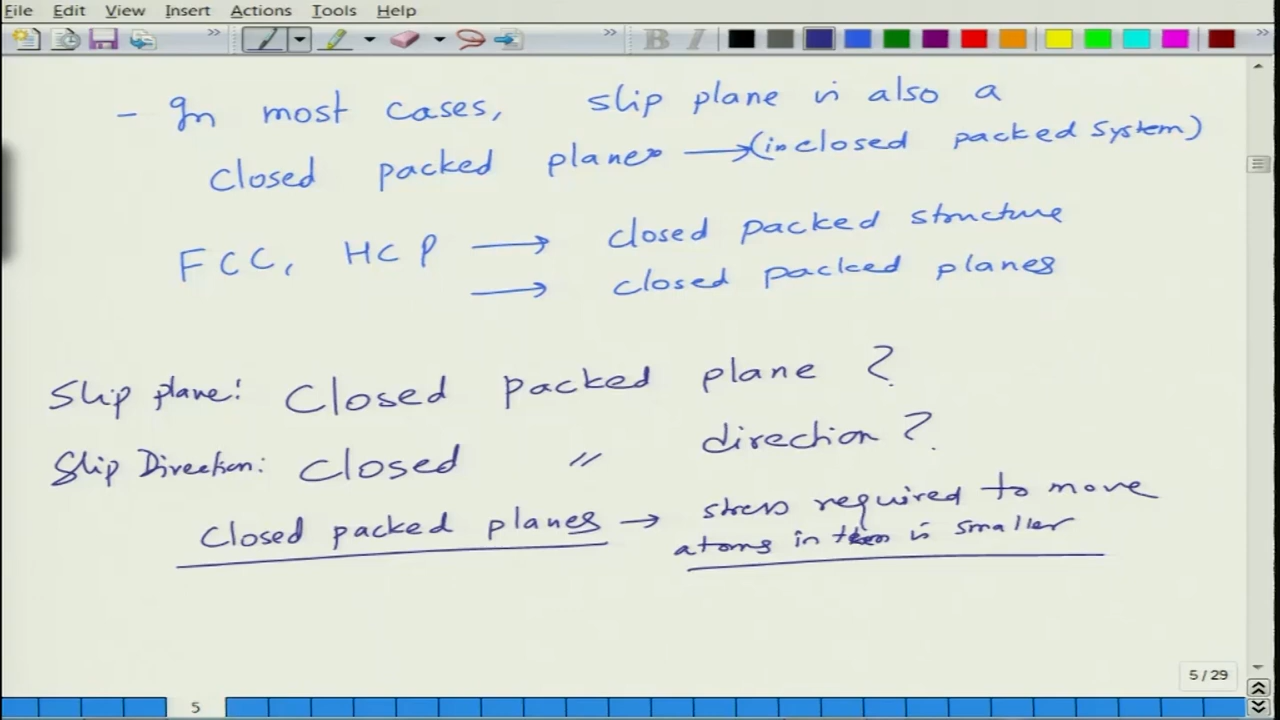 File Edit View Insert Actions Tools Help
- In most cases, slip plane is also a
closed packed planes → (in closed packed system)
FCC, HCP → closed packed structure
→ closed packed planes
Slip plane: Closed packed plane ?
Slip Direction: Closed " direction ?
Closed packed planes → stress required to move
atoms in them is smaller
5 / 29
5